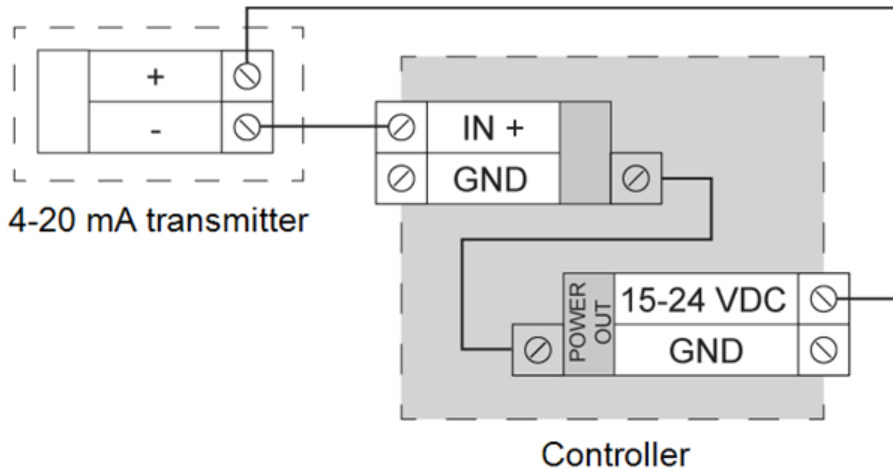 +
-
4-20 mA transmitter
IN +
GND
POWER
OUT
15-24 VDC
GND
Controller